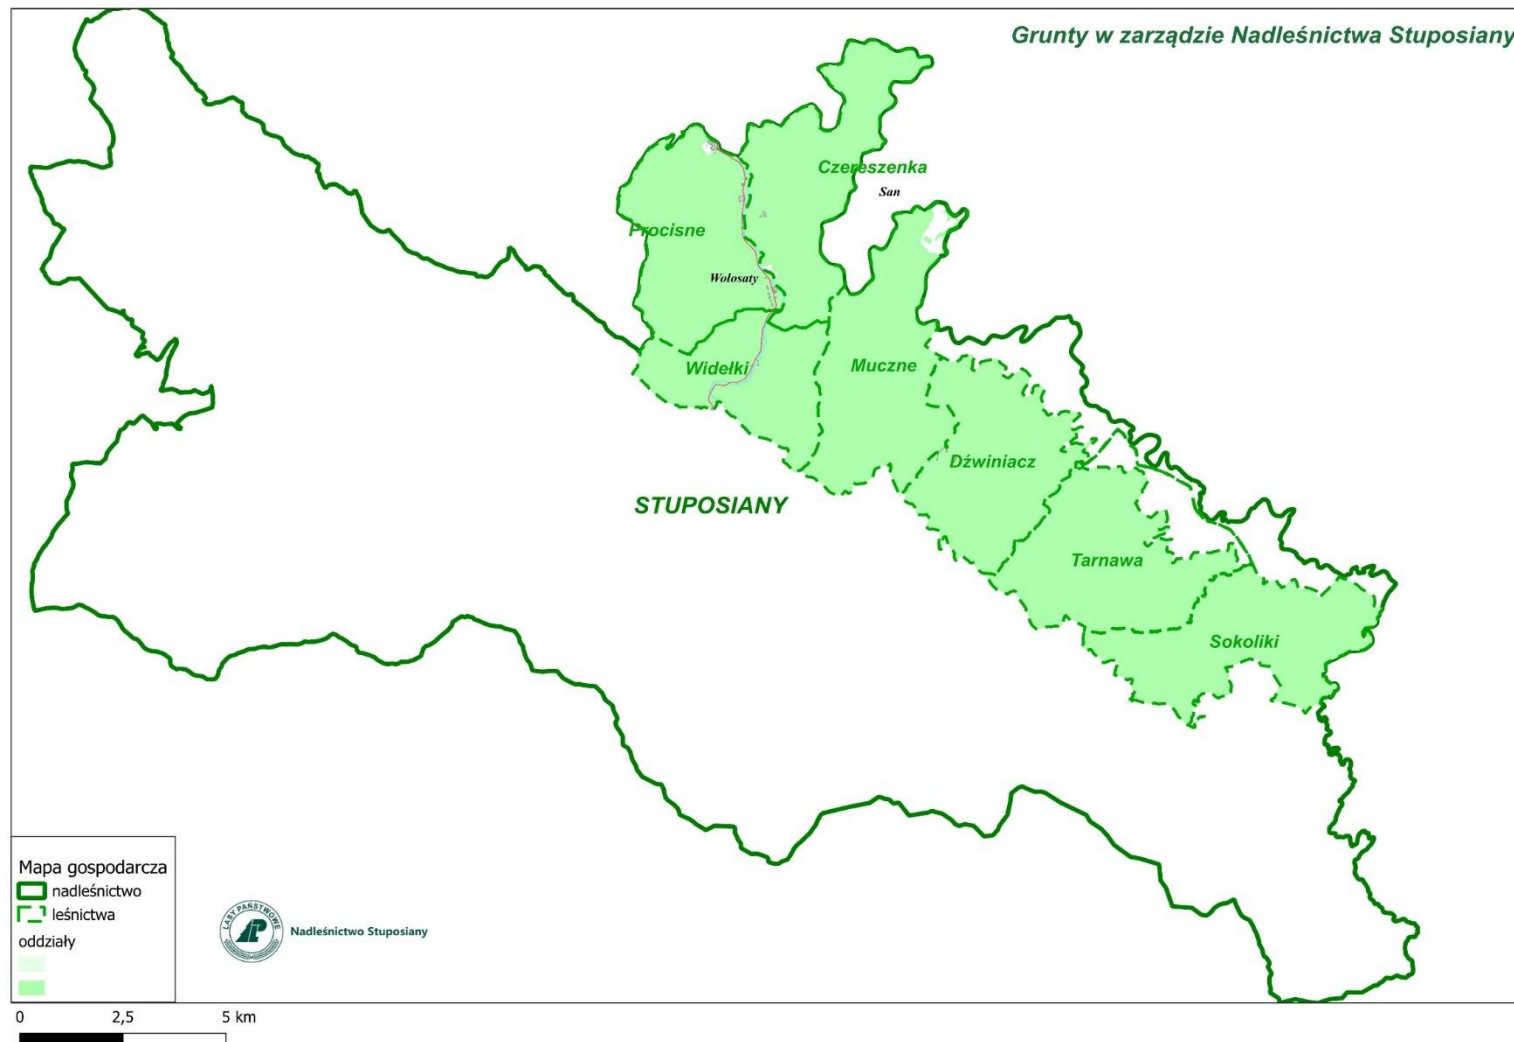 Grunty w zarządzie Nadleśnictwa Stuposiany
Czereszenka
San
Procisne
Wołosaty
Widełki
Muczne
Dźwiniacz
STUPOSIANY
Tarnawa
Sokoliki
Mapa gospodarcza
nadleśnictwo
leśnictwa
oddziały
LASY PAŃSTWOWE
Nadleśnictwo Stuposiany
0 2,5 5 km